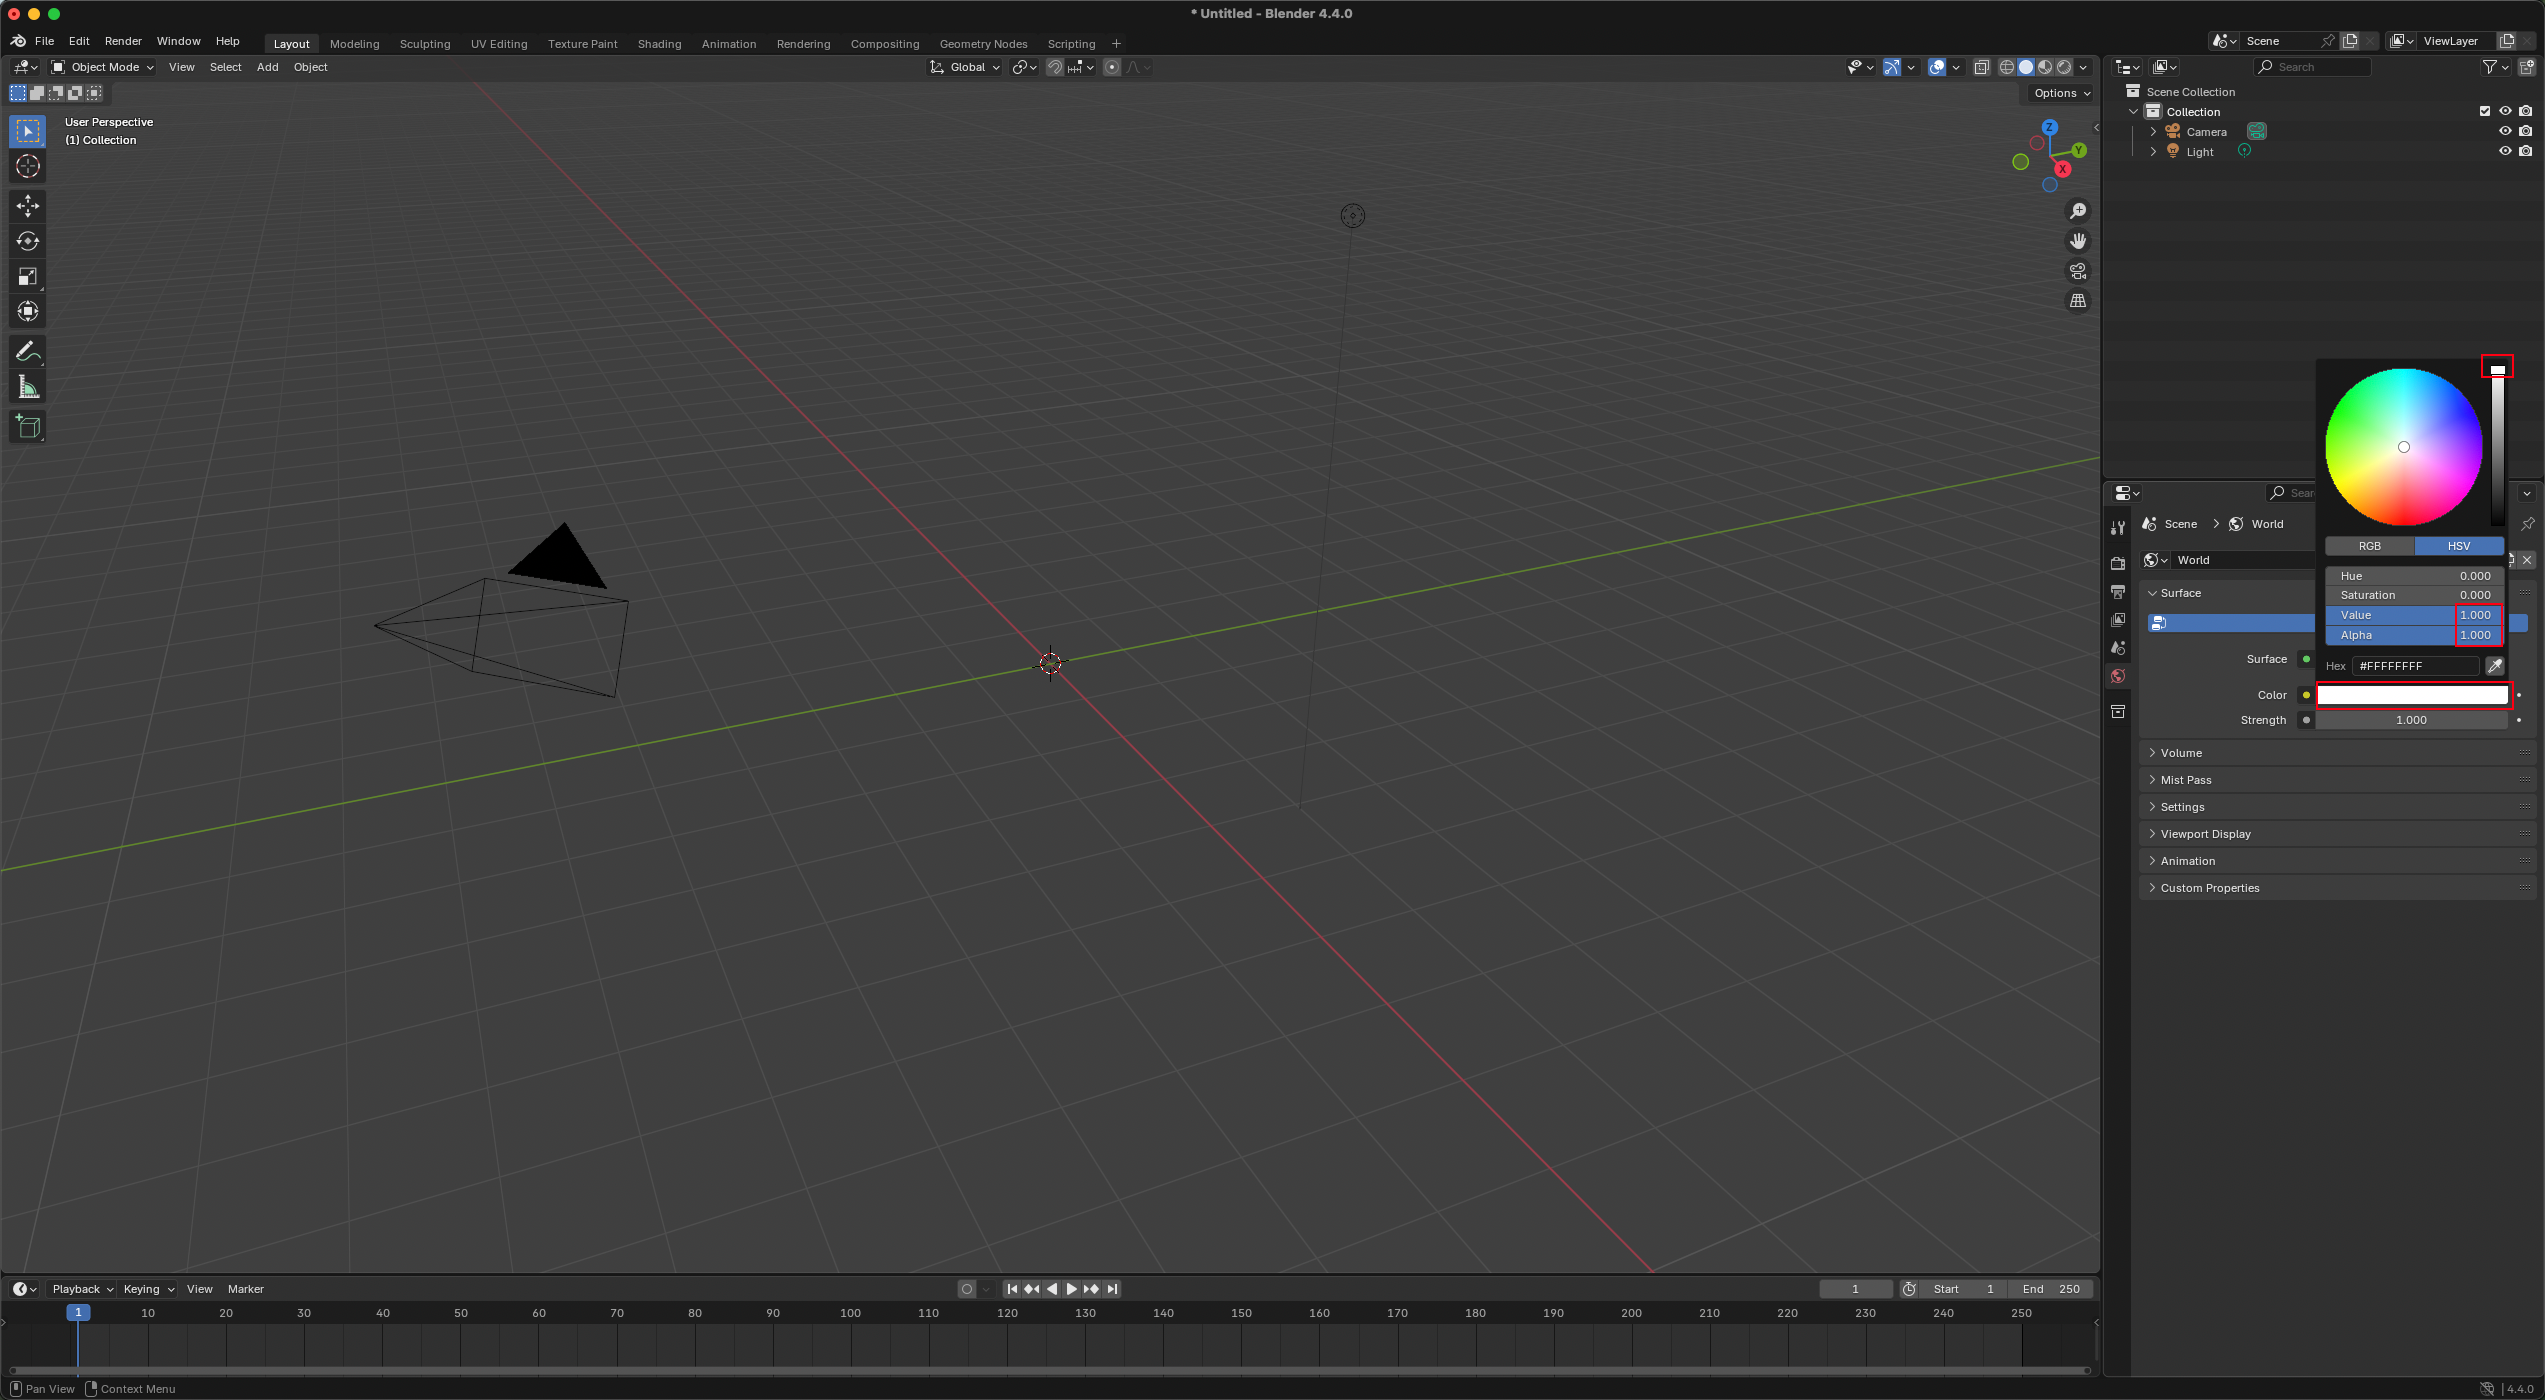 * Untitled - Blender 4.4.0
File Edit Render Window Help Layout Modeling Sculpting UV Editing Texture Paint Shading Animation Rendering Compositing Geometry Nodes Scripting + Scene ViewLayer
Object Mode View Select Add Object Global Search
Options
User Perspective
(1) Collection
Z
Y
X
Scene Collection
Collection
Camera
Light
Scene > World
World
Surface
Surface
Color
Strength 1.000
RGB HSV
Hue 0.000
Saturation 0.000
Value 1.000
Alpha 1.000
Hex #FFFFFFFF
Volume
Mist Pass
Settings
Viewport Display
Animation
Custom Properties
Playback Keying View Marker 1 Start 1 End 250
1 10 20 30 40 50 60 70 80 90 100 110 120 130 140 150 160 170 180 190 200 210 220 230 240 250
Pan View Context Menu 4.4.0